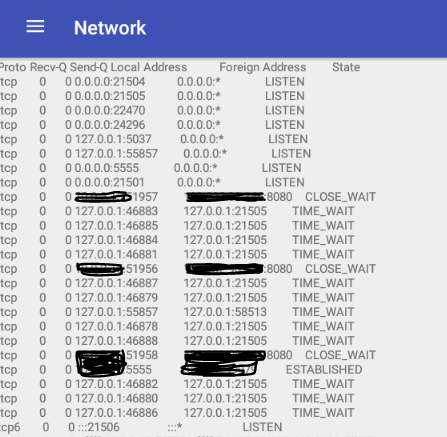 Network
Proto Recv-Q Send-Q Local Address Foreign Address State
tcp 0 0 0.0.0.0:21504 0.0.0.0:* LISTEN
tcp 0 0 0.0.0.0:21505 0.0.0.0:* LISTEN
tcp 0 0 0.0.0.0:22470 0.0.0.0:* LISTEN
tcp 0 0 0.0.0.0:24296 0.0.0.0:* LISTEN
tcp 0 0 127.0.0.1:5037 0.0.0.0:* LISTEN
tcp 0 0 127.0.0.1:55857 0.0.0.0:* LISTEN
tcp 0 0 0.0.0.0:5555 0.0.0.0:* LISTEN
tcp 0 0 0.0.0.0:21501 0.0.0.0:* LISTEN
tcp 0 0 51957 :8080 CLOSE_WAIT
tcp 0 0 127.0.0.1:46883 127.0.0.1:21505 TIME_WAIT
tcp 0 0 127.0.0.1:46885 127.0.0.1:21505 TIME_WAIT
tcp 0 0 127.0.0.1:46884 127.0.0.1:21505 TIME_WAIT
tcp 0 0 127.0.0.1:46881 127.0.0.1:21505 TIME_WAIT
tcp 0 0 51956 :8080 CLOSE_WAIT
tcp 0 0 127.0.0.1:46887 127.0.0.1:21505 TIME_WAIT
tcp 0 0 127.0.0.1:46879 127.0.0.1:21505 TIME_WAIT
tcp 0 0 127.0.0.1:55857 127.0.0.1:58513 TIME_WAIT
tcp 0 0 127.0.0.1:46878 127.0.0.1:21505 TIME_WAIT
tcp 0 0 127.0.0.1:46888 127.0.0.1:21505 TIME_WAIT
tcp 0 0 51958 8080 CLOSE_WAIT
tcp 0 0 5555 ESTABLISHED
tcp 0 0 127.0.0.1:46882 127.0.0.1:21505 TIME_WAIT
tcp 0 0 127.0.0.1:46880 127.0.0.1:21505 TIME_WAIT
tcp 0 0 127.0.0.1:46886 127.0.0.1:21505 TIME_WAIT
tcp6 0 0 :::21506 :::* LISTEN